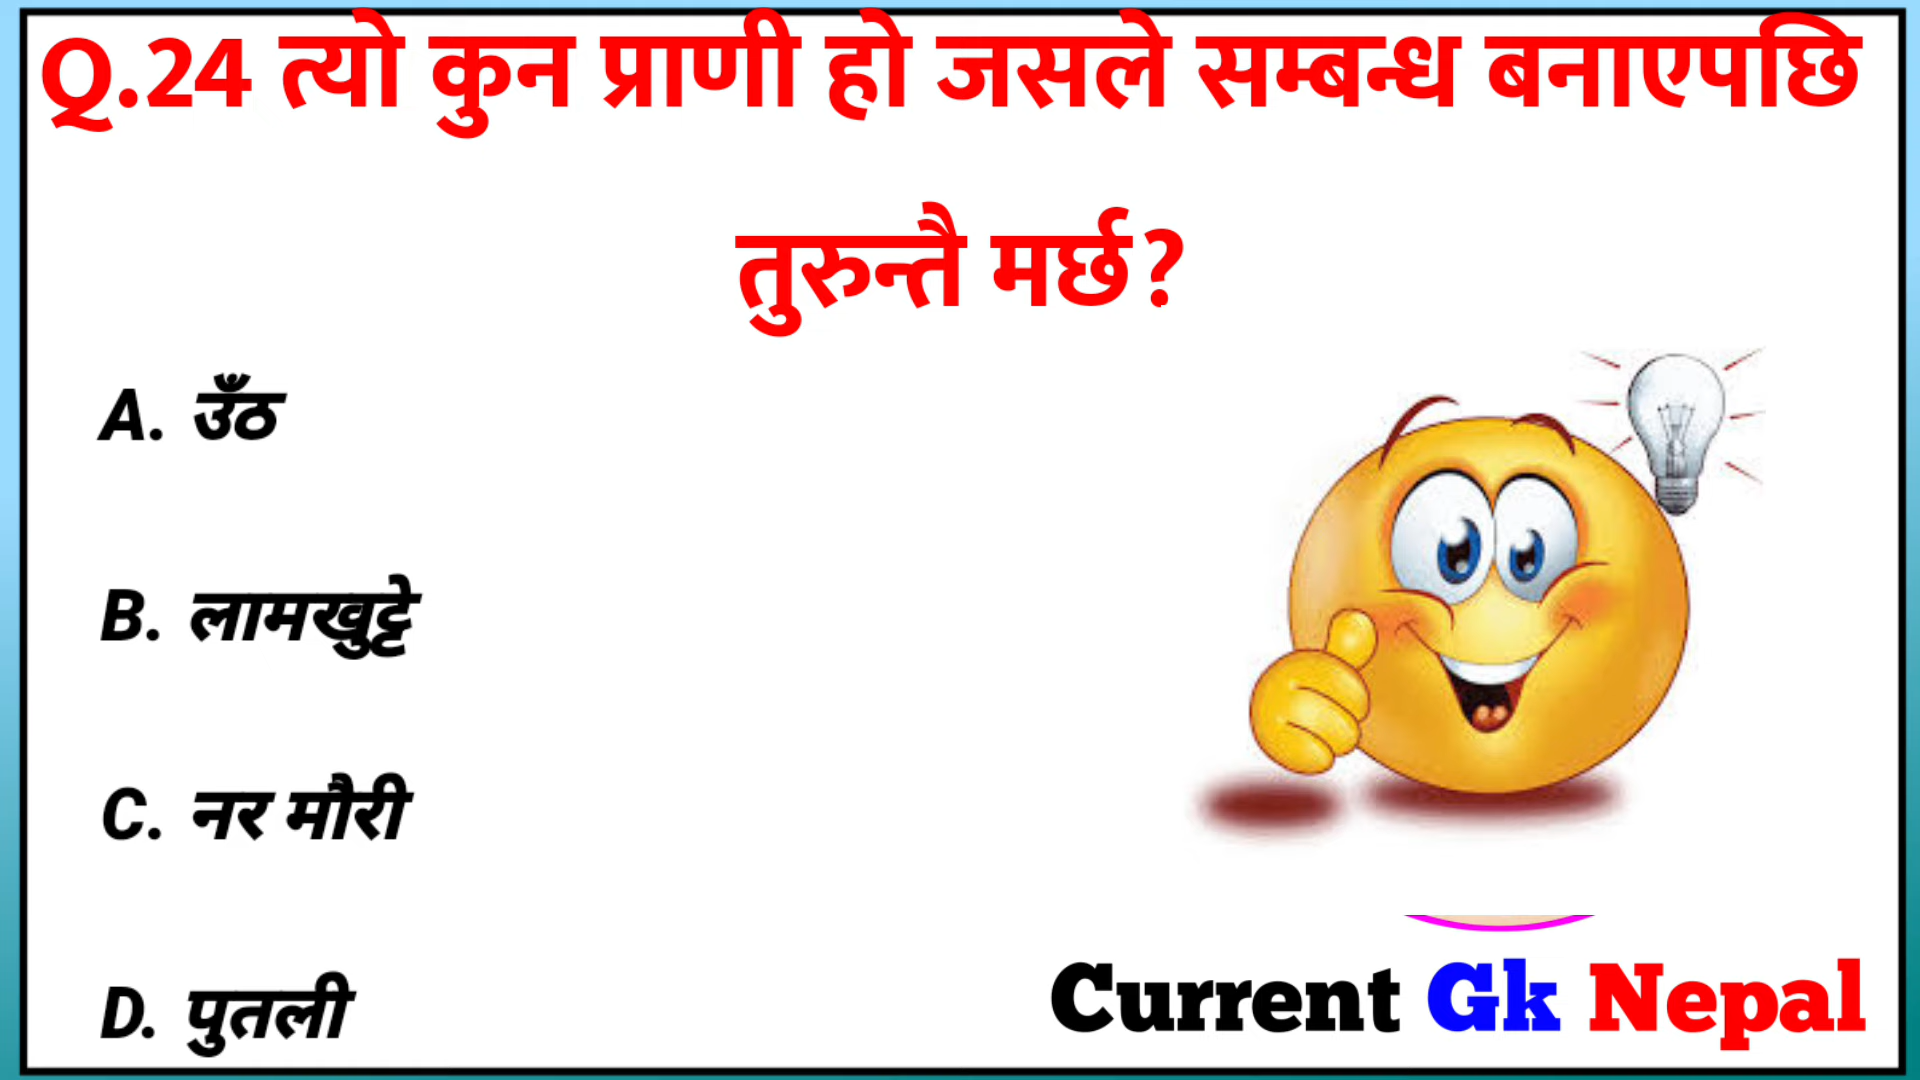 Q.24 त्यो कुन प्राणी हो जसले सम्बन्ध बनाएपछि
तुरुन्तै मर्छ?
A. उँठ
B. लामखुट्टे
C. नर मौरी
D. पुतली
Current Gk Nepal